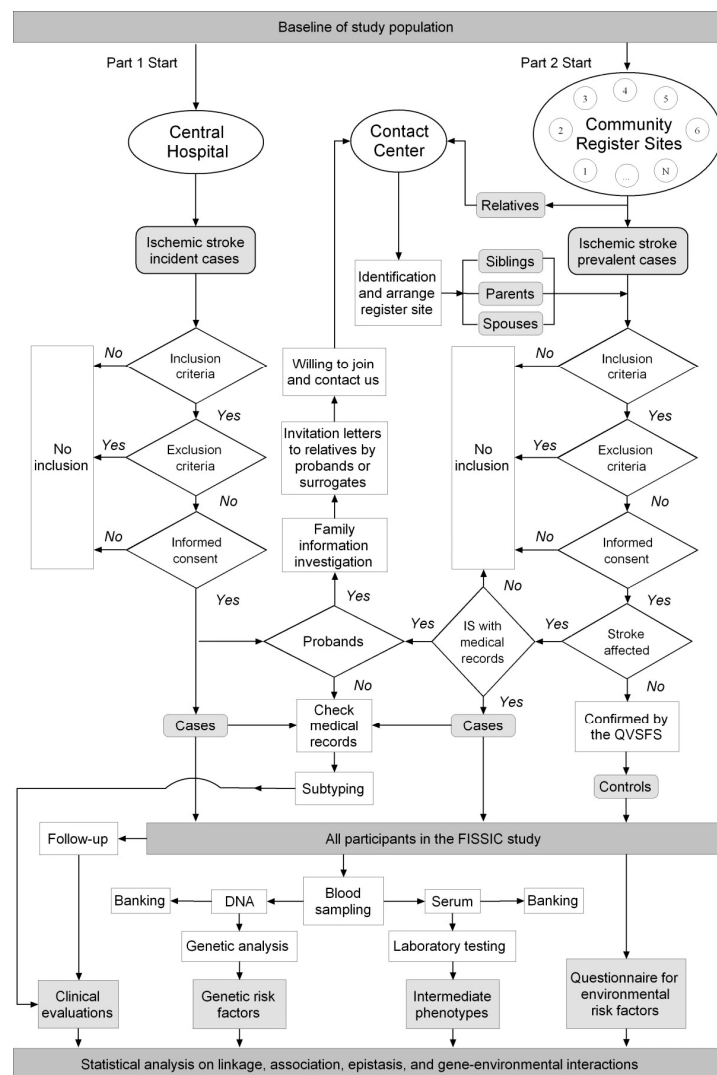 Baseline of study population
Part 1 Start
Part 2 Start
Central
Hospital
Contact
Center
3
4
5
2
Community
Register Sites
6
1
...
N
Relatives
Ischemic stroke
incident cases
Ischemic stroke
prevalent cases
Identification
and arrange
register site
Siblings
Parents
Spouses
No
Inclusion
criteria
Yes
Willing to join
and contact us
No
Inclusion
criteria
Yes
No
inclusion
Yes
Exclusion
criteria
No
Invitation letters
to relatives by
probands or
surrogates
No
inclusion
Yes
Exclusion
criteria
No
No
Informed
consent
Yes
Family
information
investigation
Yes
No
Informed
consent
Yes
No
Probands
No
Yes
IS with
medical
records
Yes
Yes
Stroke
affected
No
Cases
Check
medical
records
Cases
Confirmed by
the QVSFS
Subtyping
Controls
Follow-up
All participants in the FISSIC study
Banking
DNA
Blood
sampling
Serum
Banking
Genetic analysis
Laboratory testing
Clinical
evaluations
Genetic risk
factors
Intermediate
phenotypes
Questionnaire for
environmental
risk factors
Statistical analysis on linkage, association, epistasis, and gene-environmental interactions